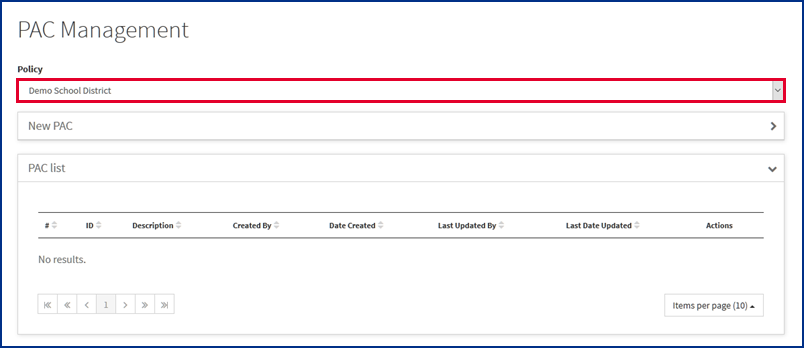 PAC Management
Policy
Demo School District
New PAC
PAC list
# ID Description Created By Date Created Last Updated By Last Date Updated Actions
No results.
1
Items per page (10)